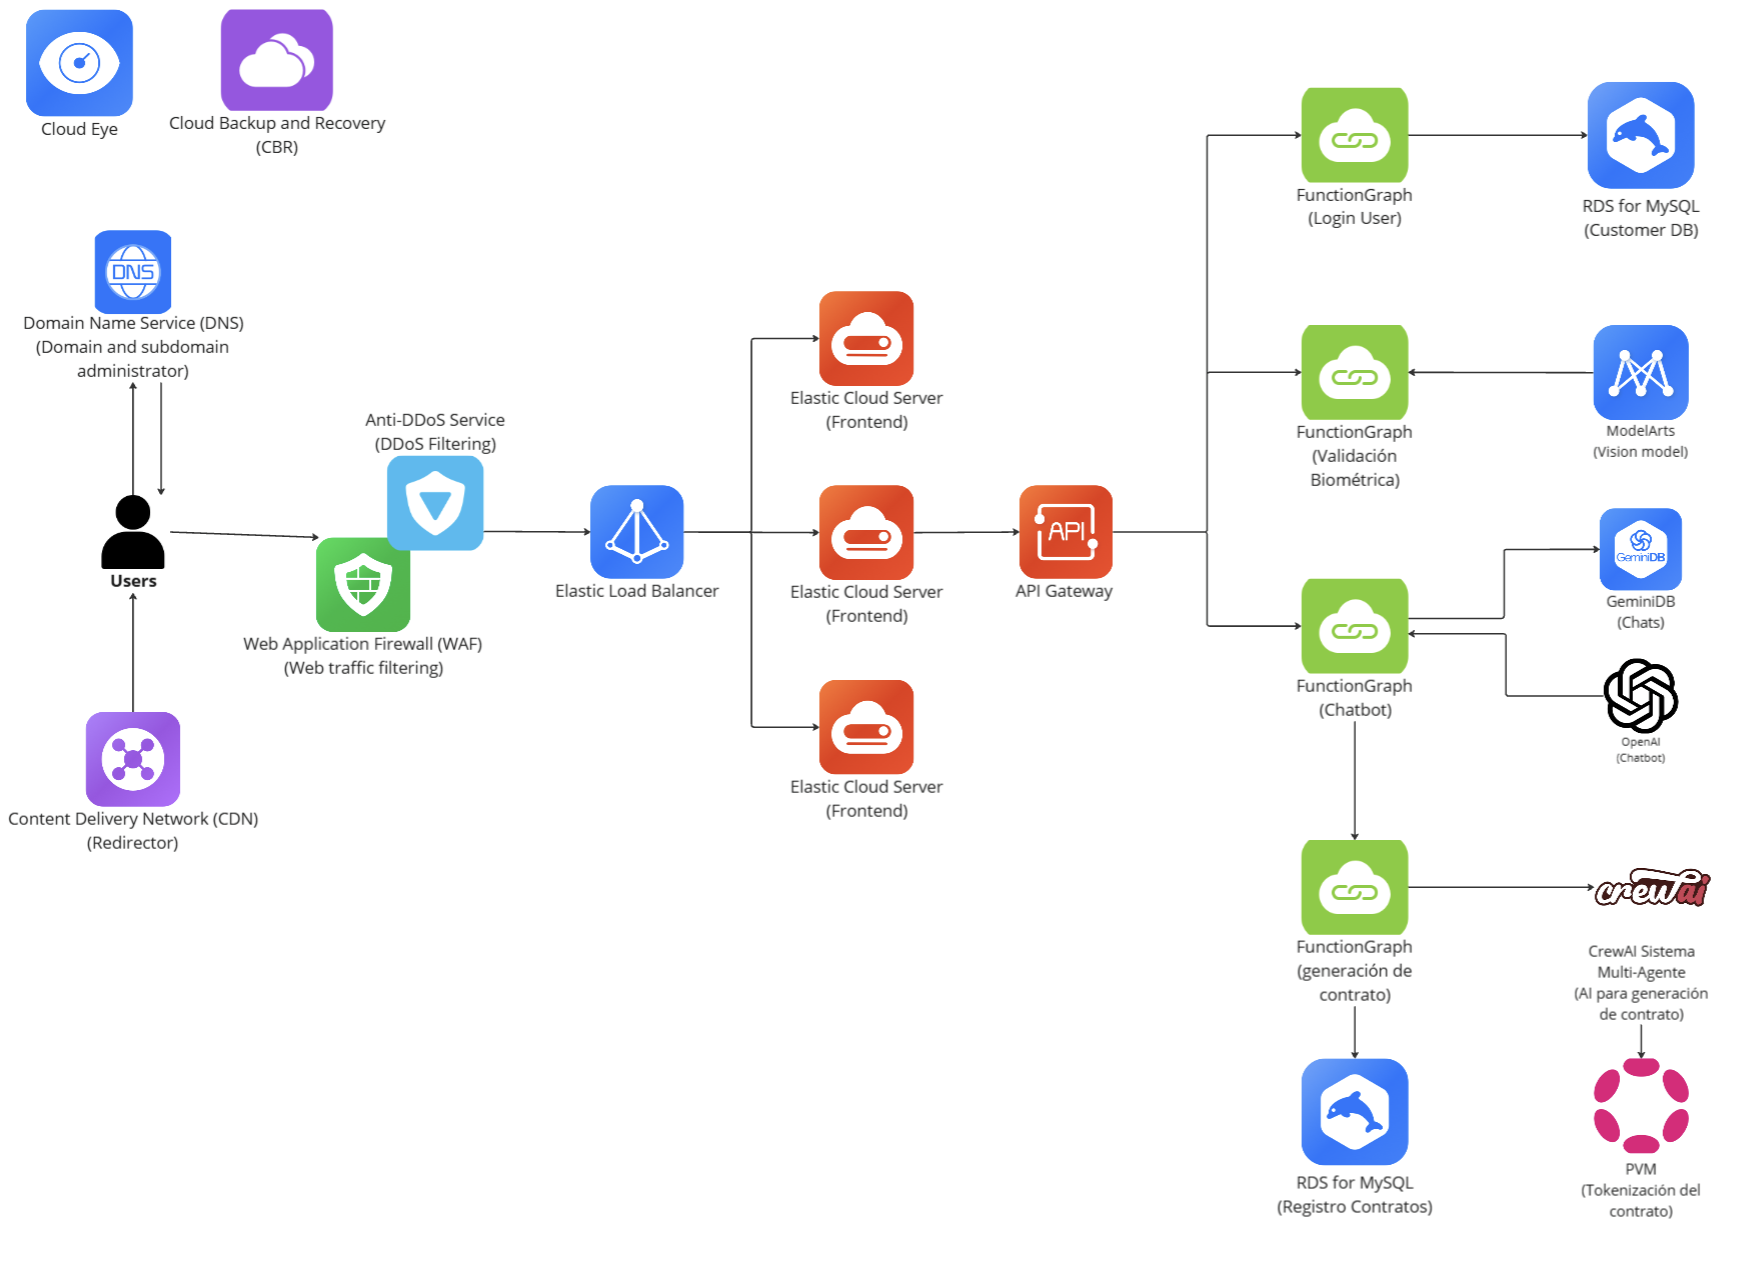 Cloud Eye
Cloud Backup and Recovery
(CBR)
DNS
Domain Name Service (DNS)
(Domain and subdomain
administrator)
Users
Content Delivery Network (CDN)
(Redirector)
Anti-DDoS Service
(DDoS Filtering)
Web Application Firewall (WAF)
(Web traffic filtering)
Elastic Load Balancer
Elastic Cloud Server
(Frontend)
Elastic Cloud Server
(Frontend)
Elastic Cloud Server
(Frontend)
API
API Gateway
FunctionGraph
(Login User)
RDS for MySQL
(Customer DB)
FunctionGraph
(Validación
Biométrica)
ModelArts
(Vision model)
FunctionGraph
(Chatbot)
GeminiDB
GeminiDB
(Chats)
OpenAI
(Chatbot)
FunctionGraph
(generación de
contrato)
crewai
CrewAI Sistema
Multi-Agente
(AI para generación
de contrato)
RDS for MySQL
(Registro Contratos)
PVM
(Tokenización del
contrato)